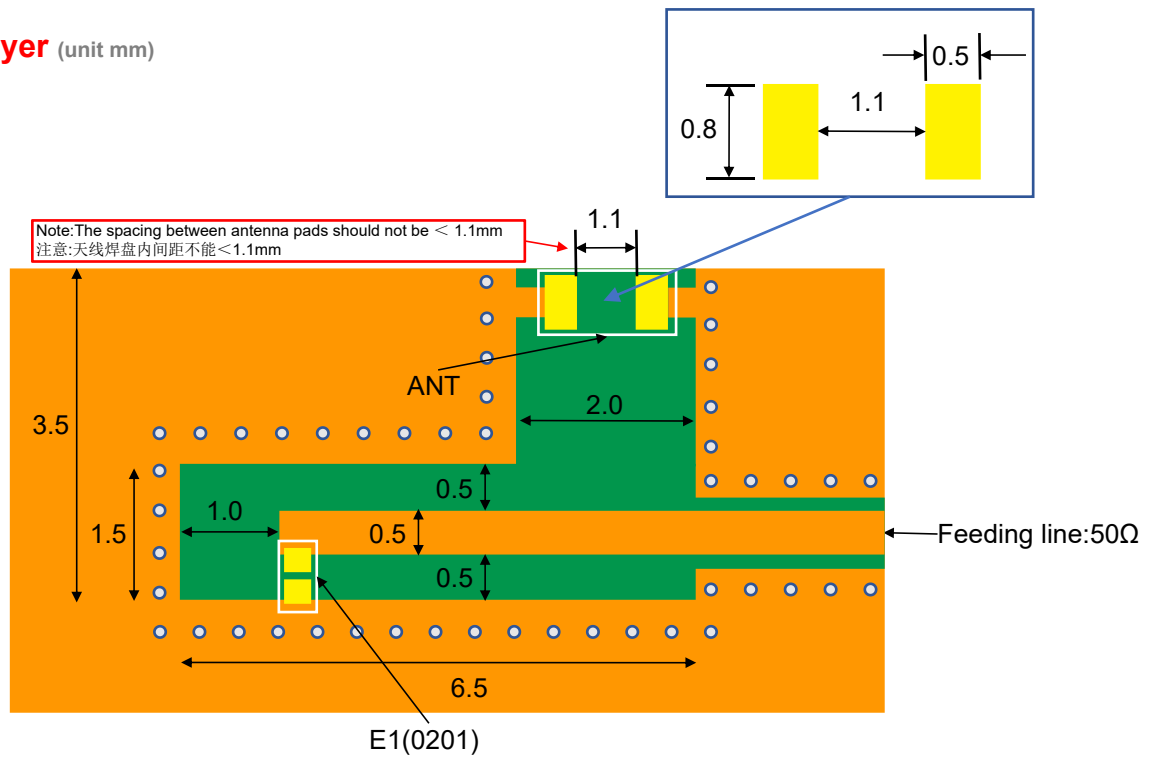 yer (unit mm)
0.5
1.1
0.8
Note:The spacing between antenna pads should not be < 1.1mm
注意:天线焊盘内间距不能<1.1mm
1.1
ANT
2.0
3.5
0.5
1.0
1.5
0.5
Feeding line:50Ω
0.5
6.5
E1(0201)